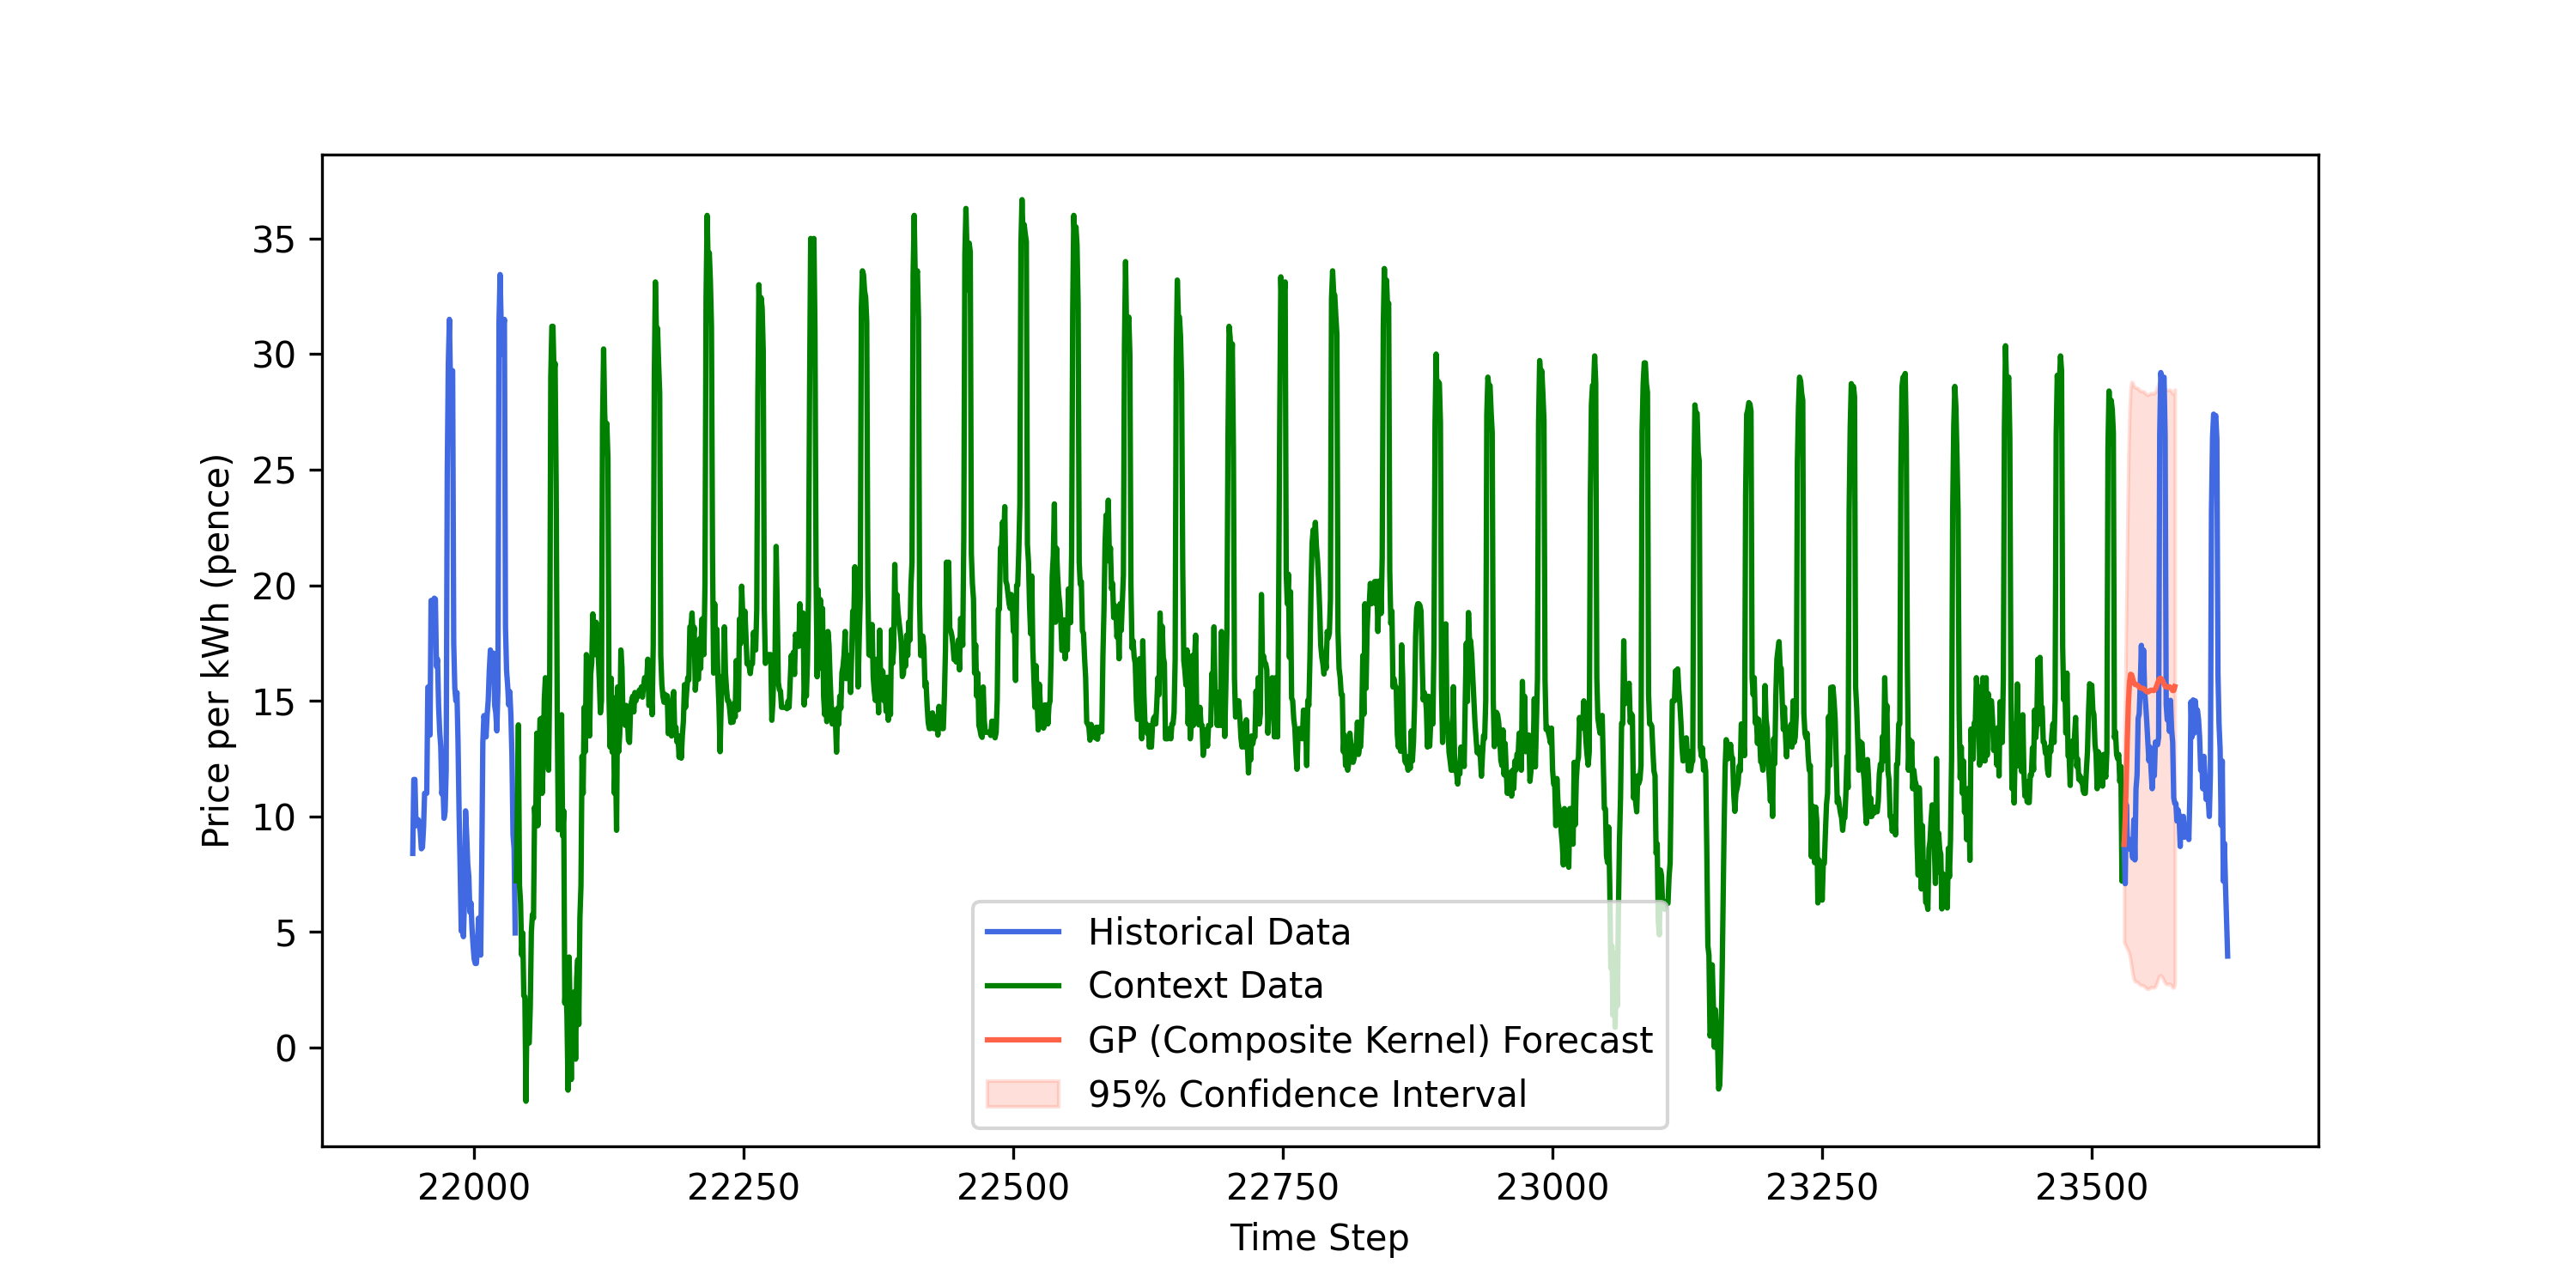 35
30
25
20
15
10
5
0
Price per kWh (pence)
Historical Data
Context Data
GP (Composite Kernel) Forecast
95% Confidence Interval
22000 22250 22500 22750 23000 23250 23500
Time Step